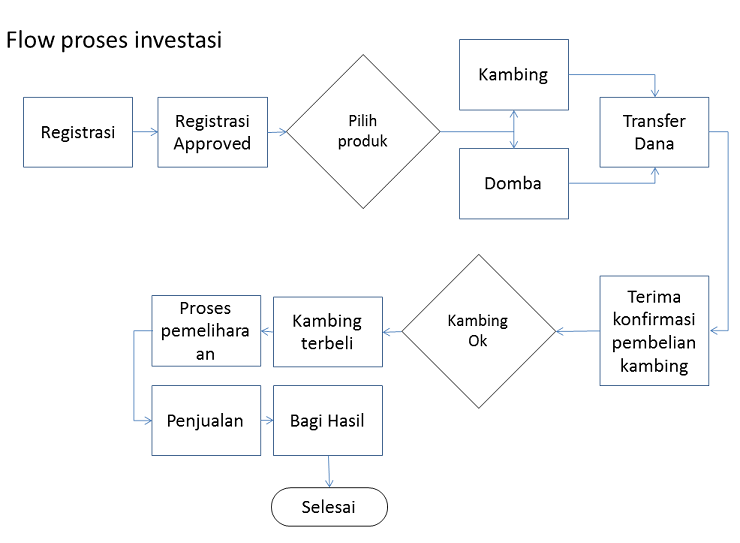 Flow proses investasi
Registrasi
Registrasi
Approved
Pilih
produk
Kambing
Domba
Transfer
Dana
Terima
konfirmasi
pembelian
kambing
Kambing
Ok
Kambing
terbeli
Proses
pemelihara
an
Penjualan
Bagi Hasil
Selesai